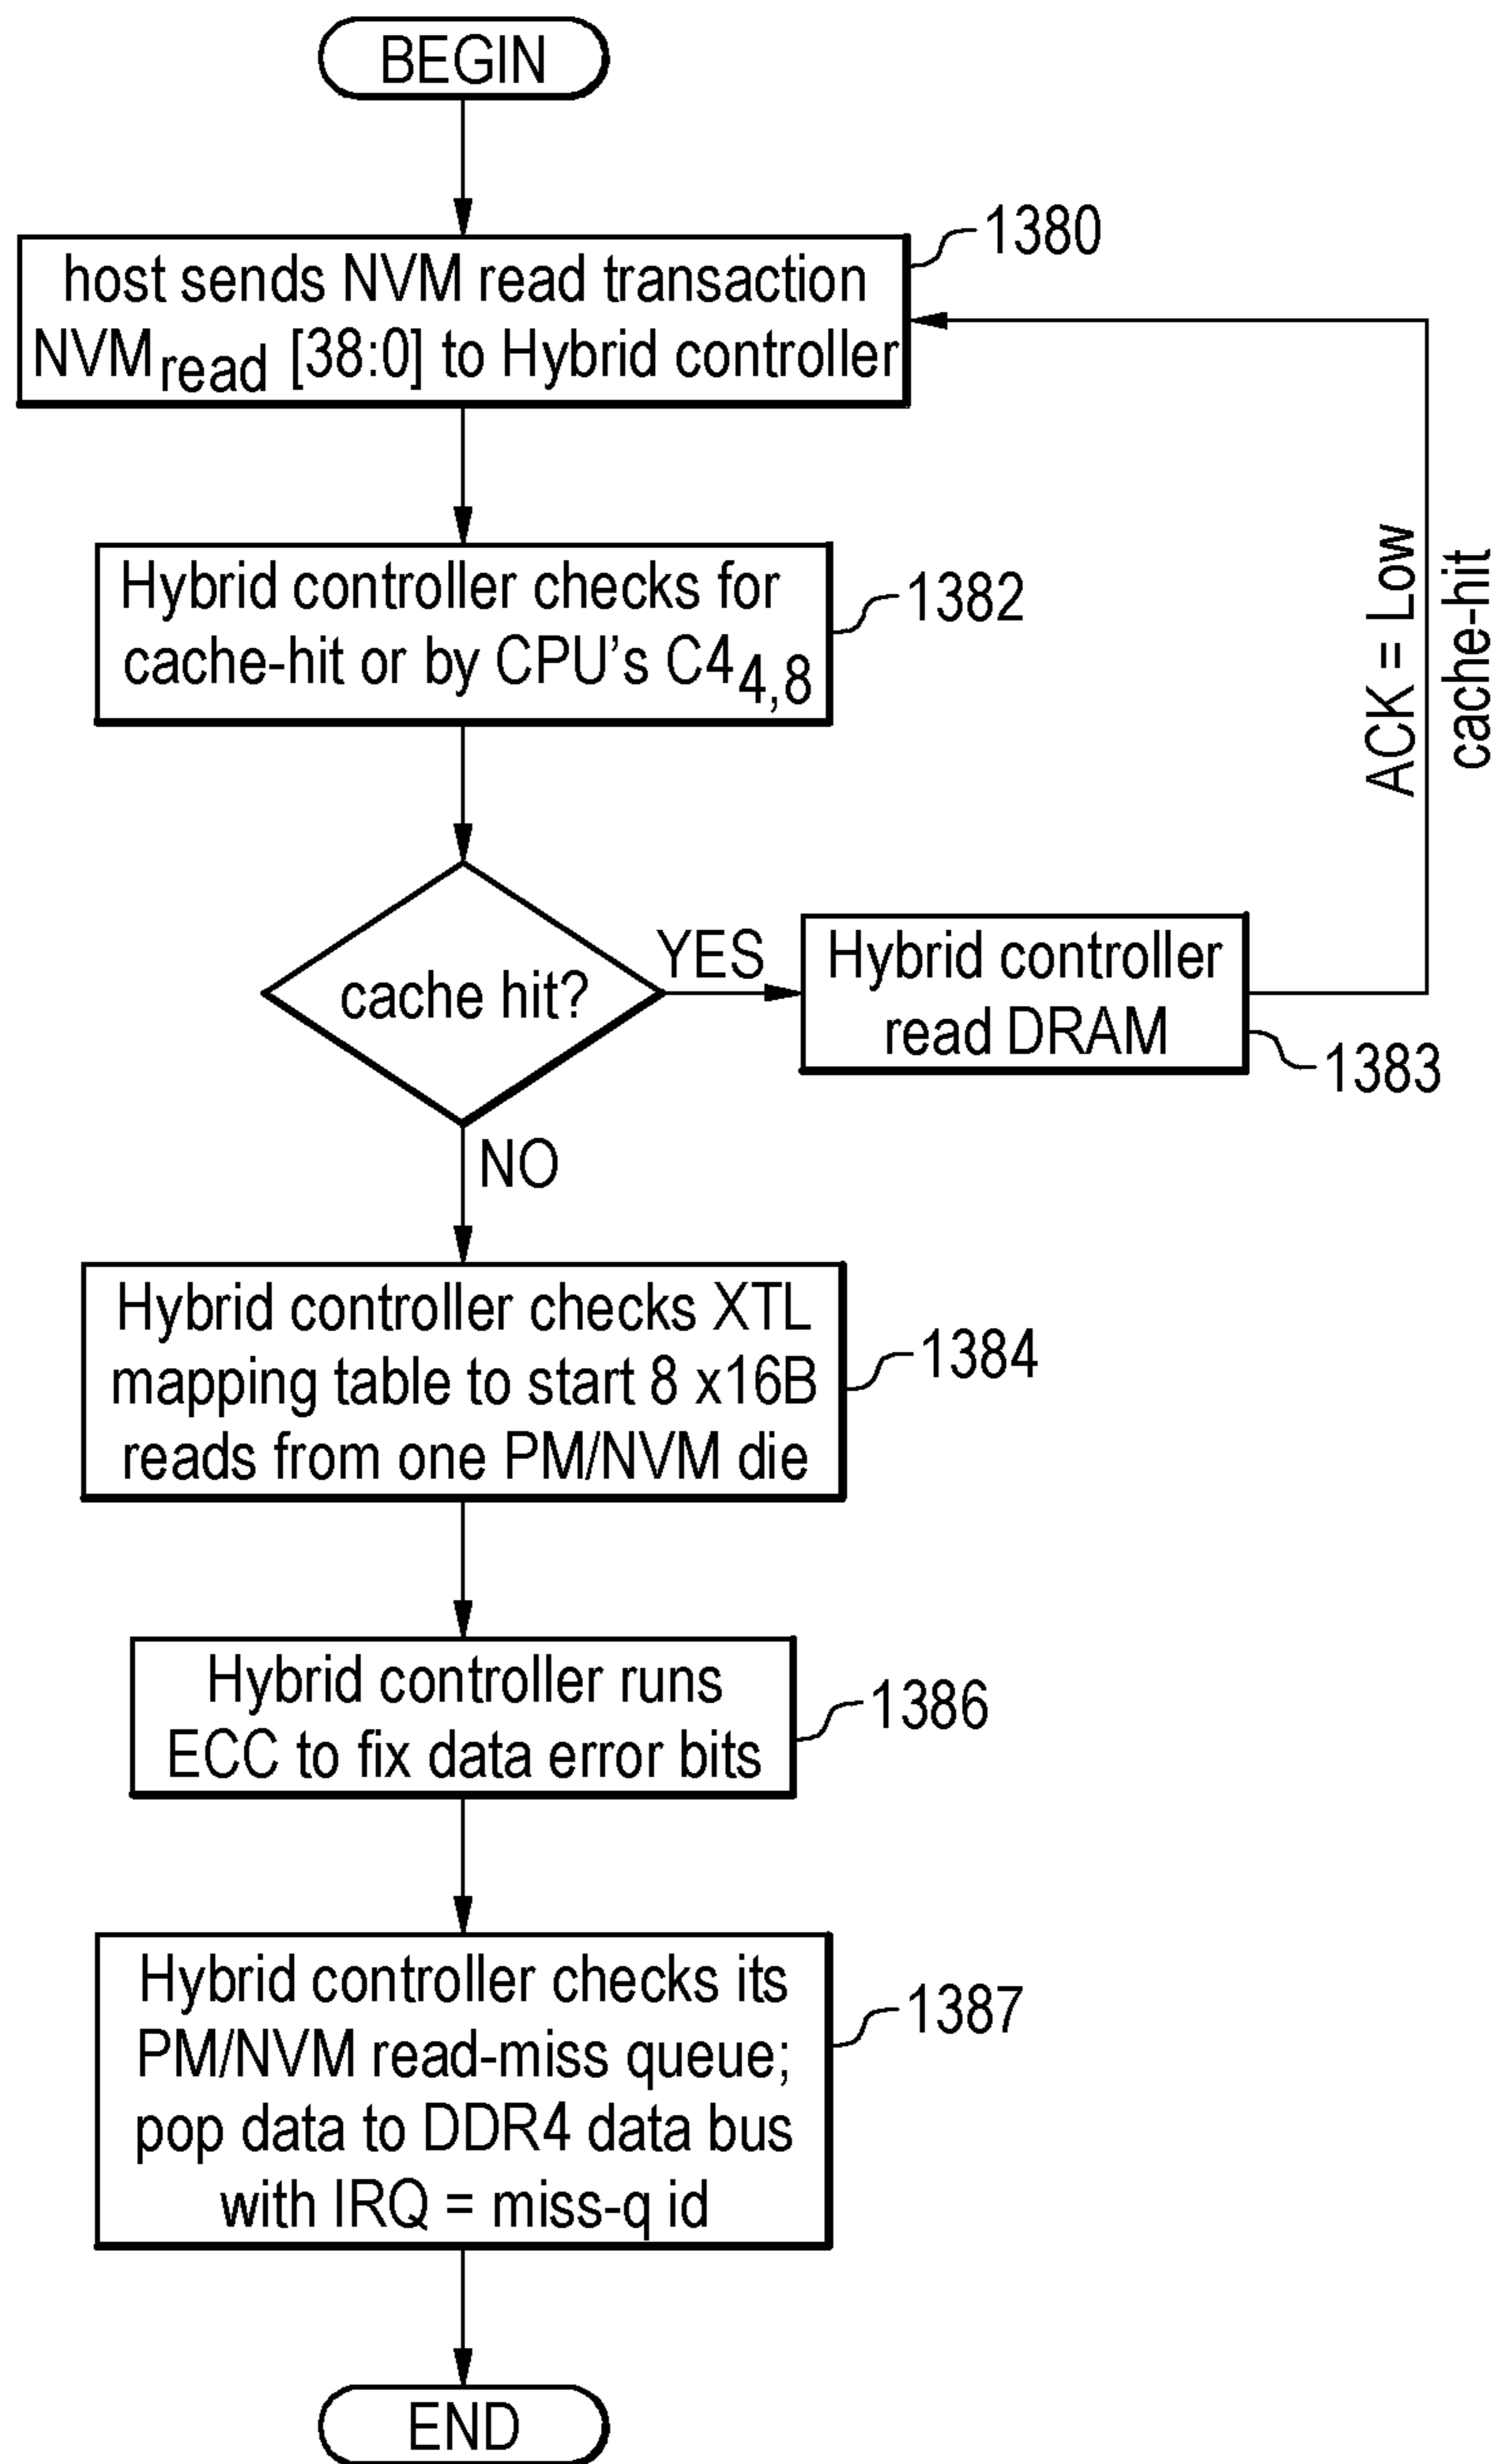 BEGIN
1380
host sends NVM read transaction
NVMread [38:0] to Hybrid controller
1382
Hybrid controller checks for
cache-hit or by CPU's C44,8
ACK = Low
cache-hit
cache hit?
YES
Hybrid controller
read DRAM
1383
NO
Hybrid controller checks XTL
mapping table to start 8 x16B
reads from one PM/NVM die
1384
Hybrid controller runs
ECC to fix data error bits
1386
Hybrid controller checks its
PM/NVM read-miss queue;
pop data to DDR4 data bus
with IRQ = miss-q id
1387
END